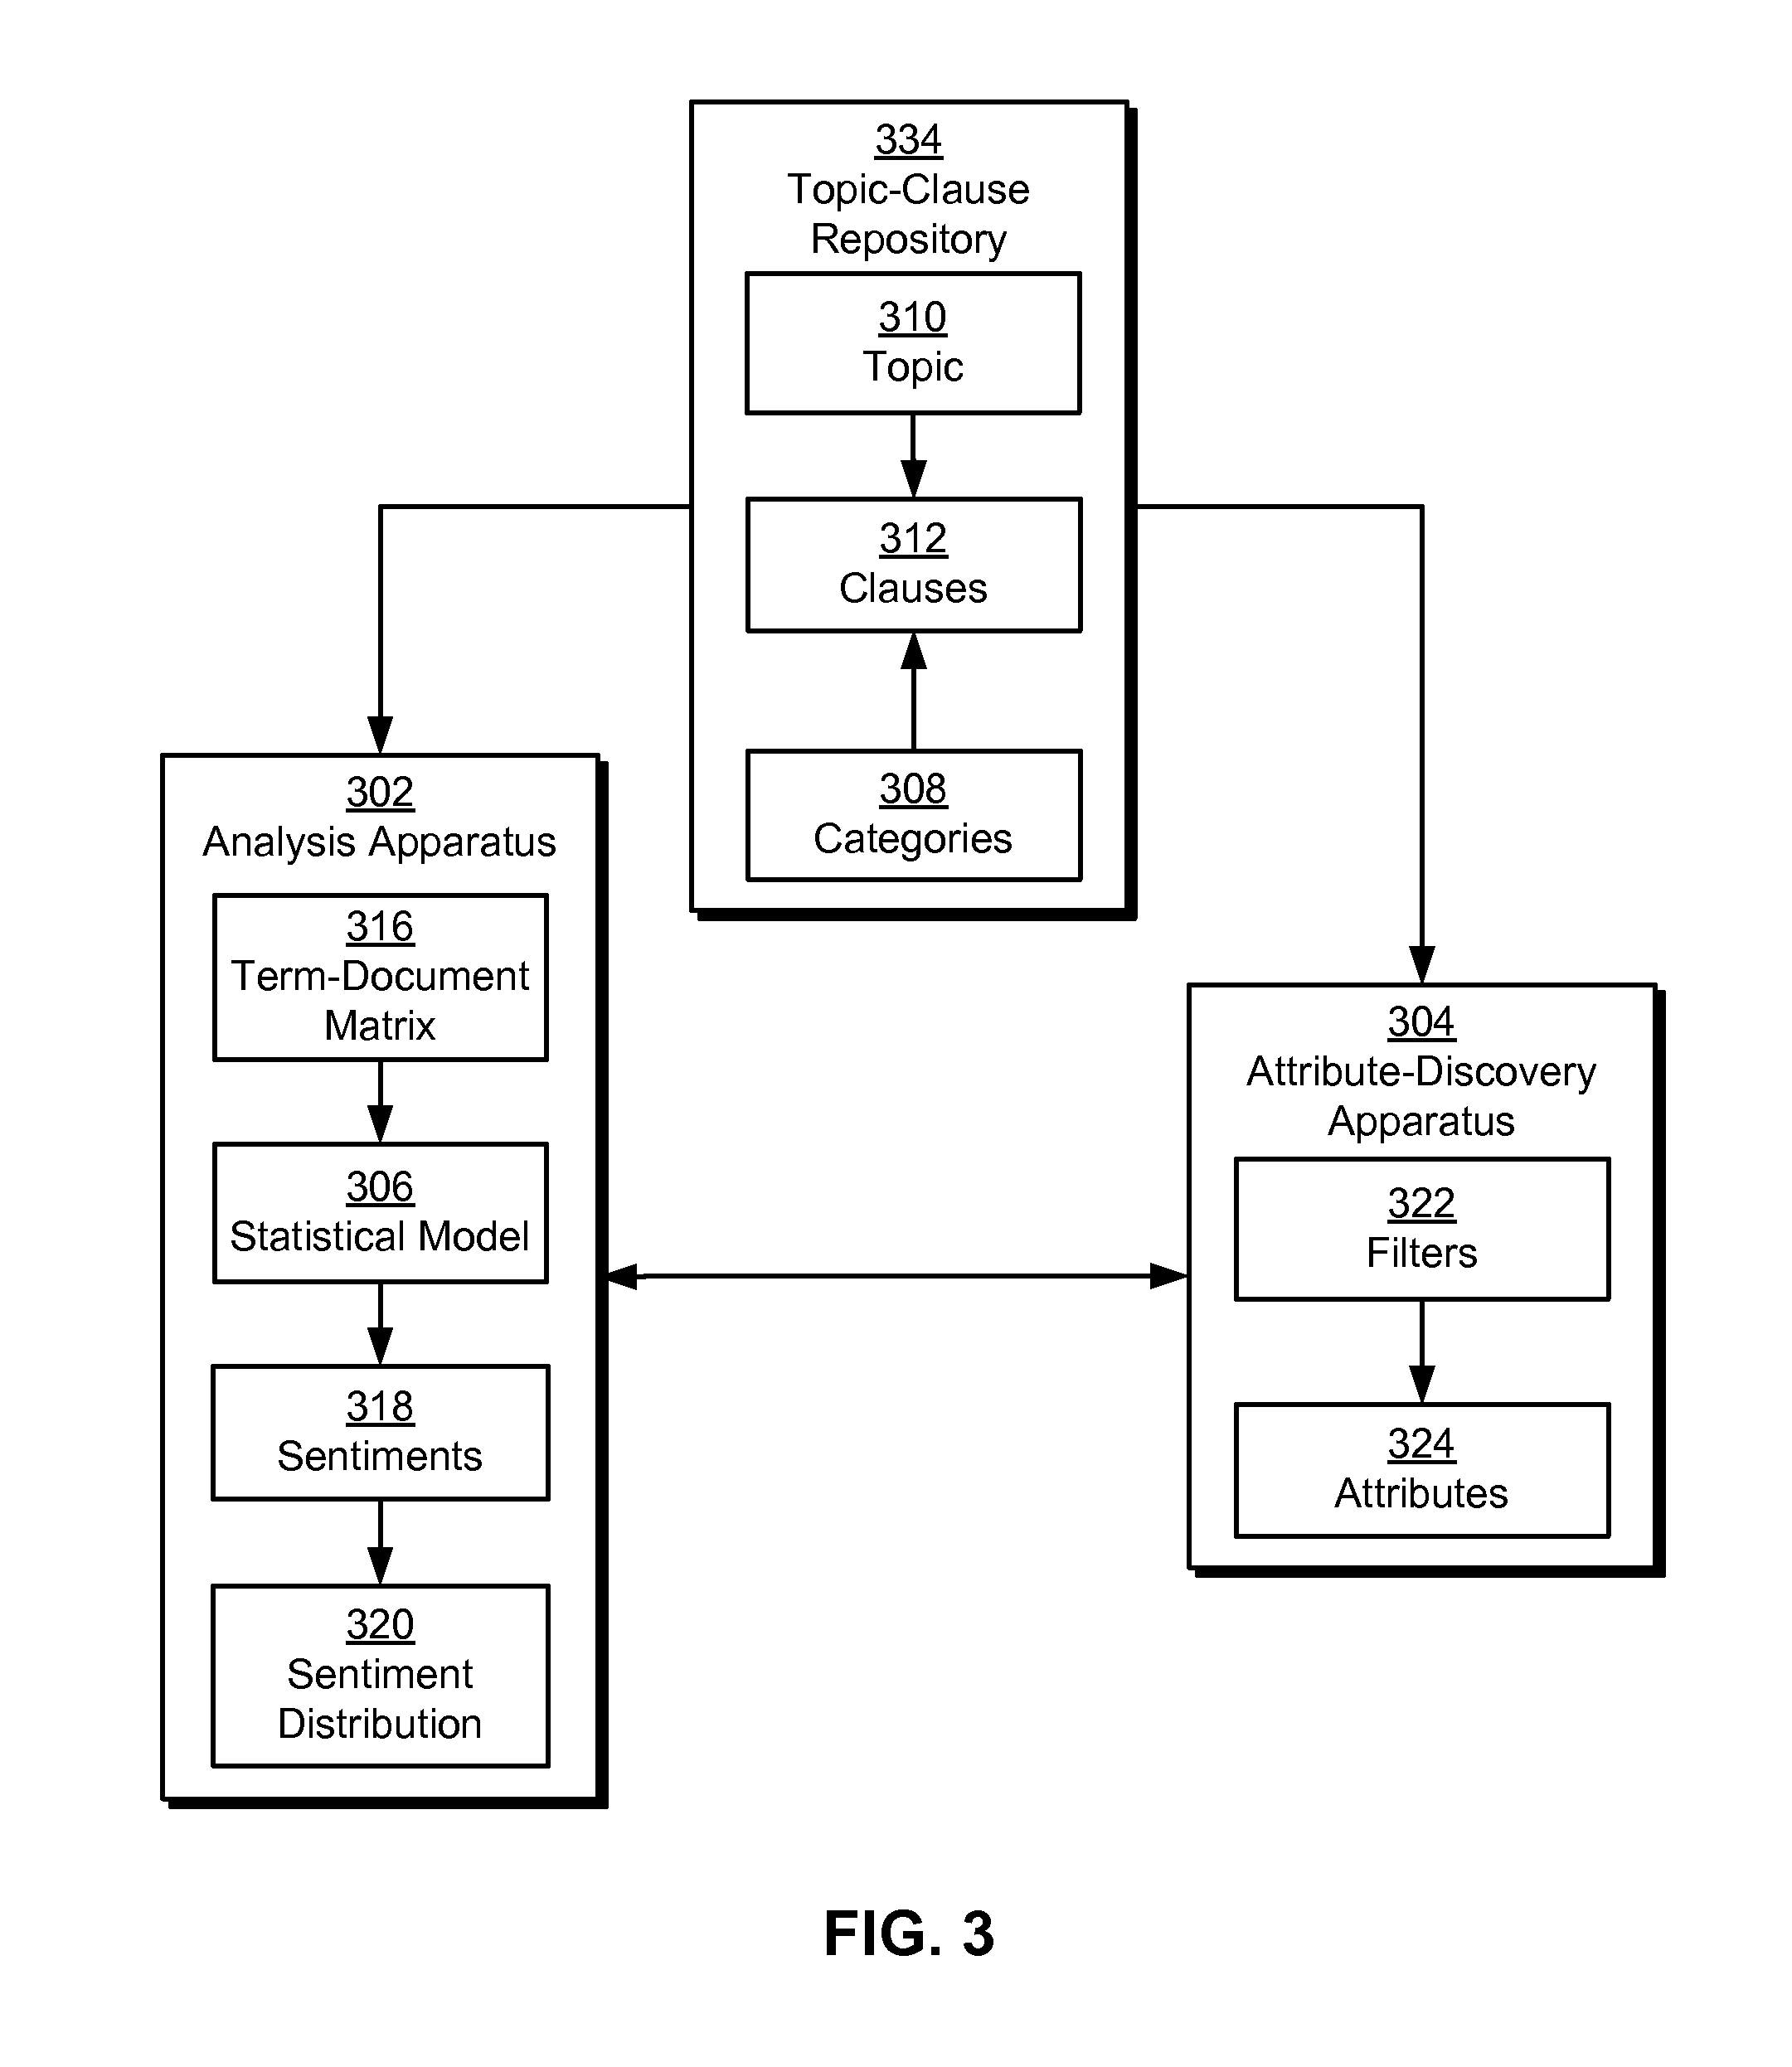 334
Topic-Clause
Repository
310
Topic
312
Clauses
308
Categories
302
Analysis Apparatus
316
Term-Document
Matrix
306
Statistical Model
318
Sentiments
320
Sentiment
Distribution
304
Attribute-Discovery
Apparatus
322
Filters
324
Attributes
FIG. 3